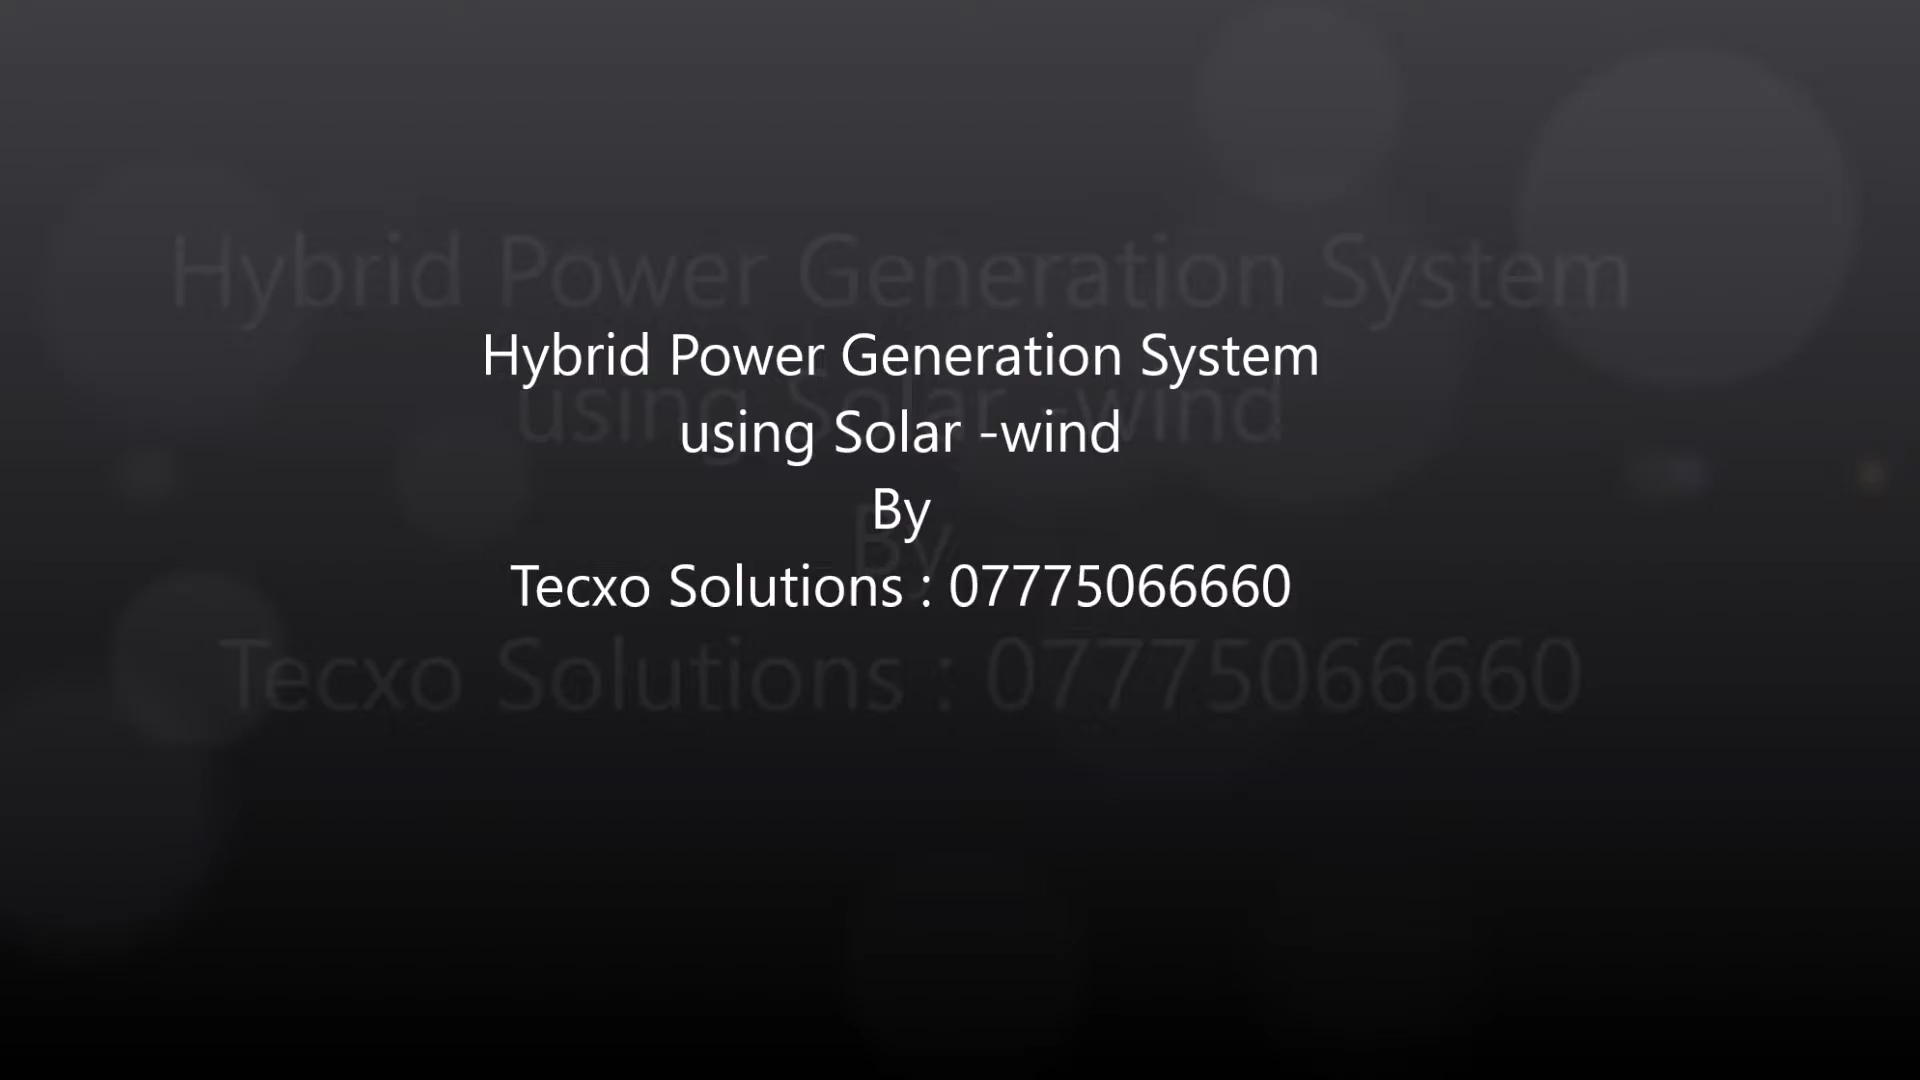 Hybrid Power Generation System
using Solar -wind
By
Tecxo Solutions : 07775066660